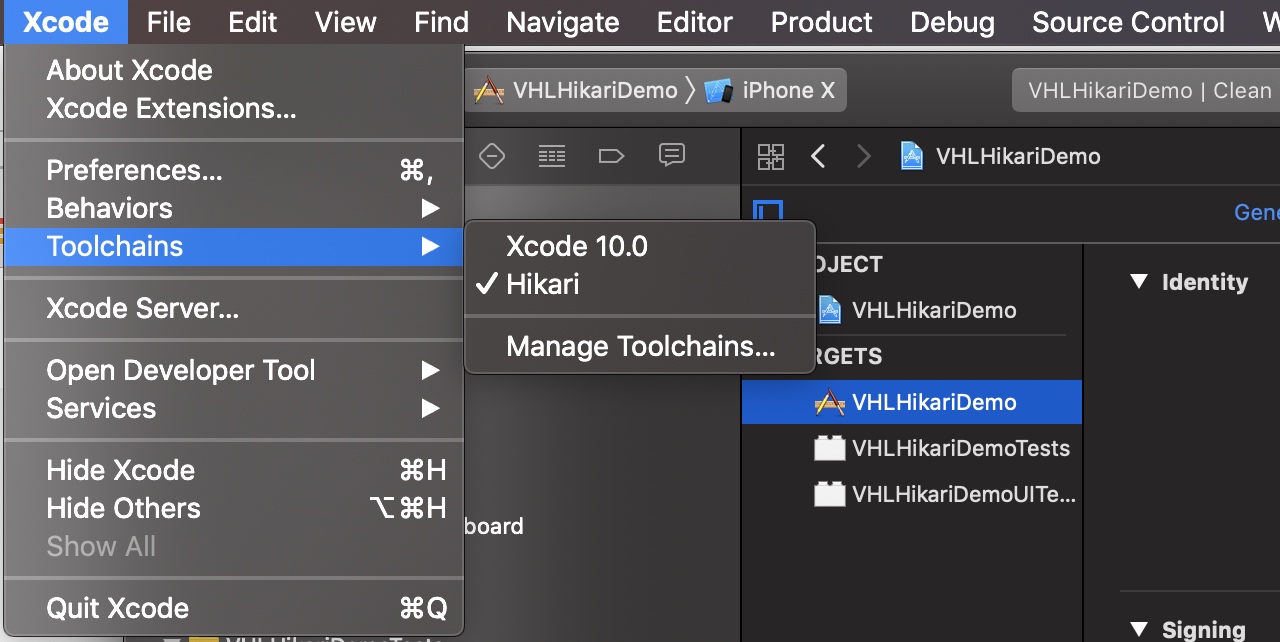 Xcode File Edit View Find Navigate Editor Product Debug Source Control
About Xcode
Xcode Extensions...
Preferences... ⌘,
Behaviors ▶
Toolchains ▶
Xcode Server...
Open Developer Tool ▶
Services ▶
Hide Xcode ⌘H
Hide Others ⌥⌘H
Show All
Quit Xcode ⌘Q
Xcode 10.0
✓ Hikari
Manage Toolchains...
VHLHikariDemo 〉 iPhone X
VHLHikariDemo | Clean
VHLHikariDemo
Gene
OJECT
VHLHikariDemo
RGETS
VHLHikariDemo
VHLHikariDemoTests
VHLHikariDemoUITe...
▼ Identity
▼ Signing
board